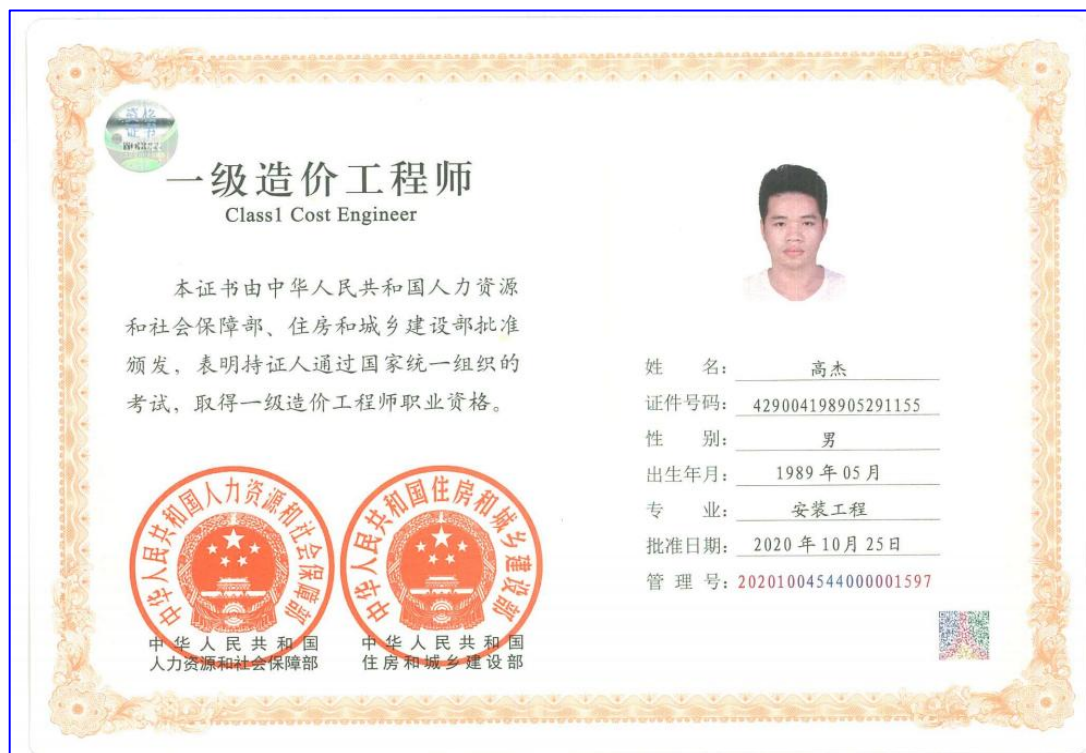 资格
证书
一级造价工程师
Class1 Cost Engineer
本证书由中华人民共和国人力资源
和社会保障部、住房和城乡建设部批准
颁发，表明持证人通过国家统一组织的
考试，取得一级造价工程师职业资格。
中华人民共和国人力资源和社会保障部
中华人民共和国
人力资源和社会保障部
中华人民共和国住房和城乡建设部
中华人民共和国
住房和城乡建设部
姓 名： 高杰
证件号码： 429004198905291155
性 别： 男
出生年月： 1989 年 05 月
专 业： 安装工程
批准日期： 2020 年 10 月 25 日
管 理 号： 20201004544000001597